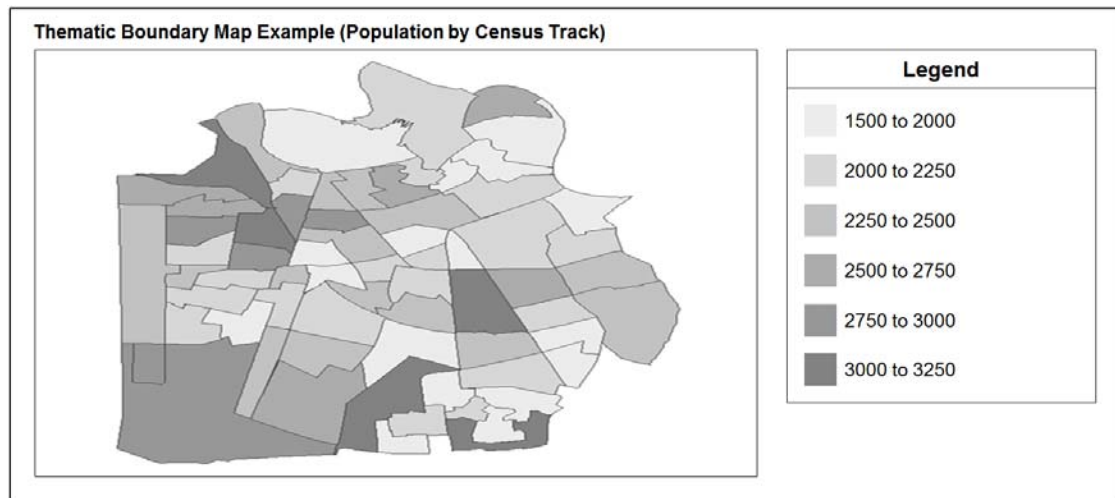 Thematic Boundary Map Example (Population by Census Track)
Legend
1500 to 2000
2000 to 2250
2250 to 2500
2500 to 2750
2750 to 3000
3000 to 3250